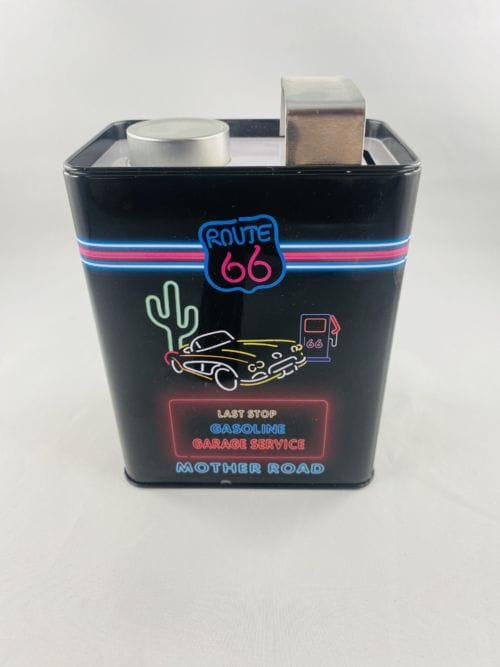 ROUTE
66
66
LAST STOP
GASOLINE
GARAGE SERVICE
MOTHER ROAD